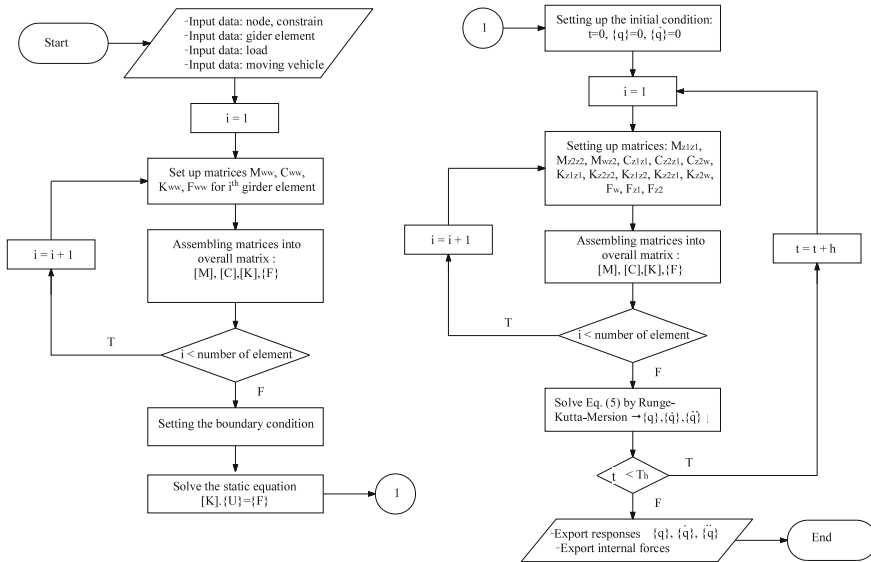 Start
-Input data: node, constrain
-Input data: gider element
-Input data: load
-Input data: moving vehicle
i = 1
Set up matrices Mww, Cww,
Kww, Fww for ith girder element
i = i + 1
Assembling matrices into
overall matrix :
[M], [C],[K],{F}
T
i < number of element
F
Setting the boundary condition
Solve the static equation
[K].{U}={F}
1
1
Setting up the initial condition:
t=0, {q}=0, {q̇}=0
i = 1
Setting up matrices: Mz1z1,
Mz2z2, Mwz2, Cz1z1, Cz2z1, Cz2w,
Kz1z1, Kz2z2, Kz1z2, Kz2z1, Kz2w,
Fw, Fz1, Fz2
i = i + 1
t = t + h
Assembling matrices into
overall matrix :
[M], [C],[K],{F}
T
i < number of element
F
Solve Eq. (5) by Runge-
Kutta-Mersion →{q},{q̇},{q̈}
T
t < Th
F
-Export responses {q}, {q̇}, {q̈}
-Export internal forces
End